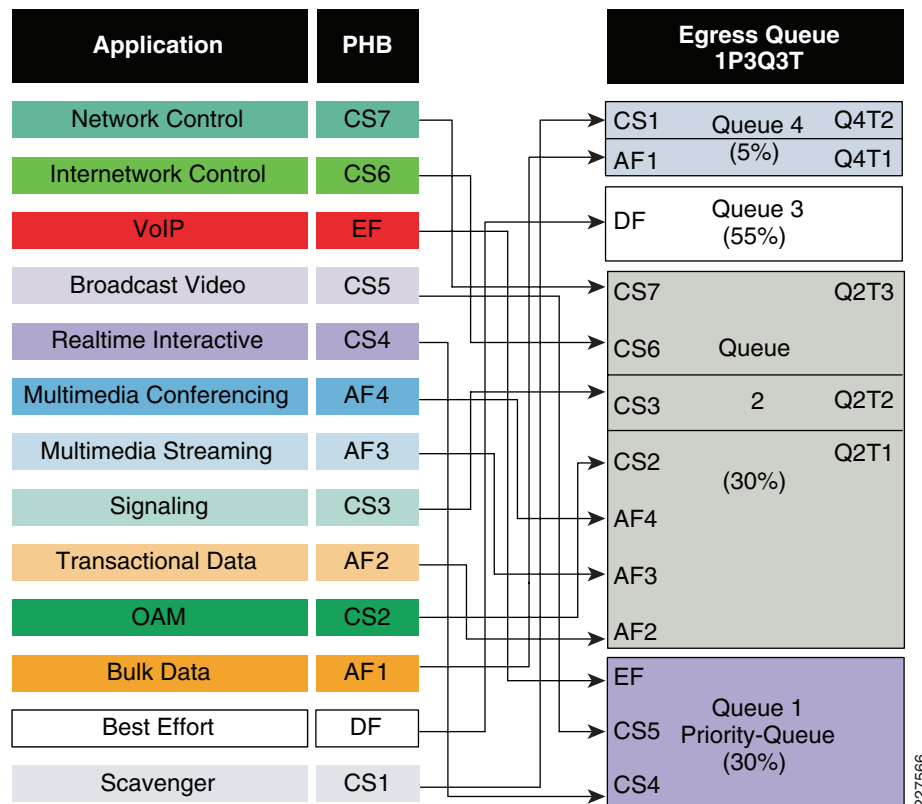 Application PHB Egress Queue
1P3Q3T
Network Control CS7
Internetwork Control CS6
VoIP EF
Broadcast Video CS5
Realtime Interactive CS4
Multimedia Conferencing AF4
Multimedia Streaming AF3
Signaling CS3
Transactional Data AF2
OAM CS2
Bulk Data AF1
Best Effort DF
Scavenger CS1
CS1 Queue 4 Q4T2
AF1 (5%) Q4T1
DF Queue 3
(55%)
CS7 Q2T3
CS6 Queue
CS3 2 Q2T2
CS2 Q2T1
(30%)
AF4
AF3
AF2
EF
Queue 1
CS5 Priority-Queue
(30%)
CS4
227566